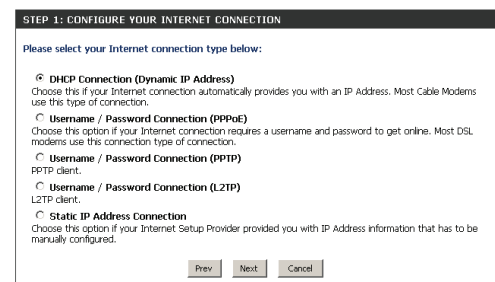 STEP 1: CONFIGURE YOUR INTERNET CONNECTION
Please select your Internet connection type below:
DHCP Connection (Dynamic IP Address)
Choose this if your Internet connection automatically provides you with an IP Address. Most Cable Modems
use this type of connection.
Username / Password Connection (PPPoE)
Choose this option if your Internet connection requires a username and password to get online. Most DSL
modems use this connection type of connection.
Username / Password Connection (PPTP)
PPTP client.
Username / Password Connection (L2TP)
L2TP client.
Static IP Address Connection
Choose this option if your Internet Setup Provider provided you with IP Address information that has to be
manually configured.
Prev Next Cancel